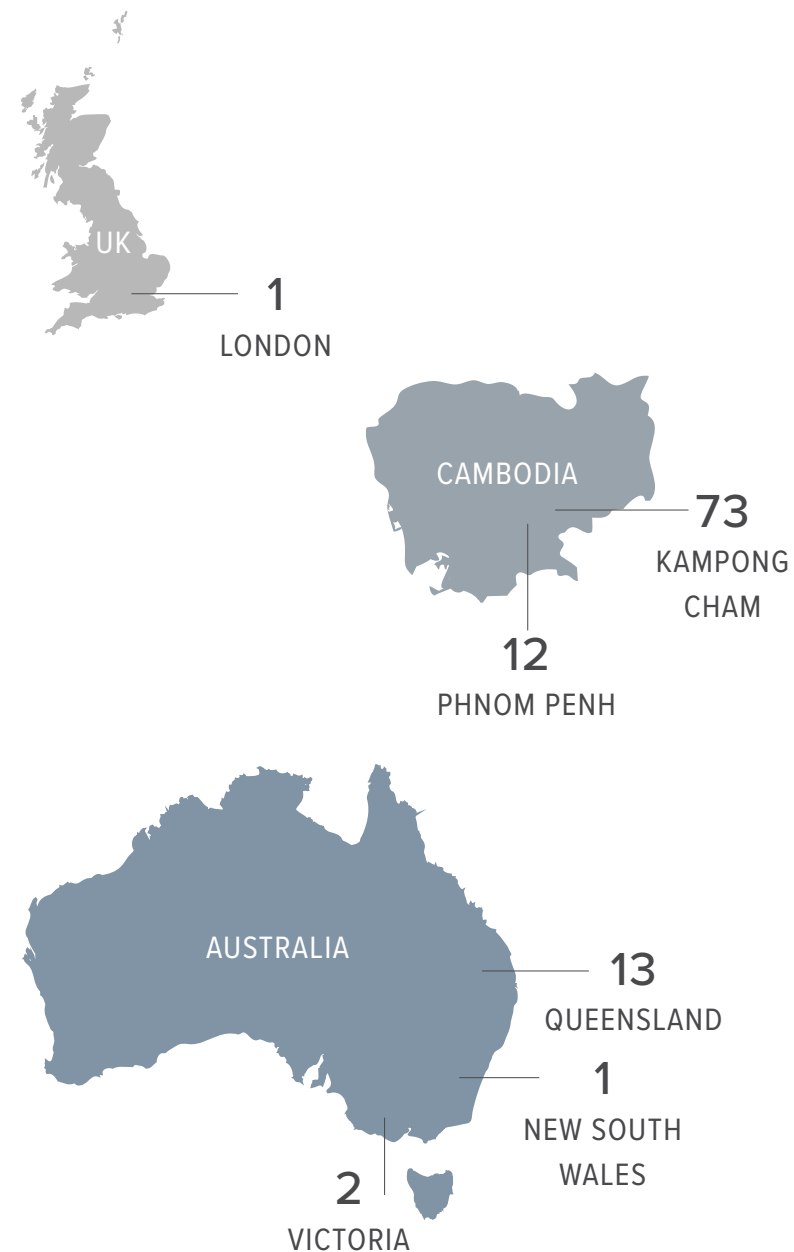 UK
1
LONDON
CAMBODIA
73
KAMPONG
CHAM
12
PHNOM PENH
AUSTRALIA
13
QUEENSLAND
1
NEW SOUTH
WALES
2
VICTORIA